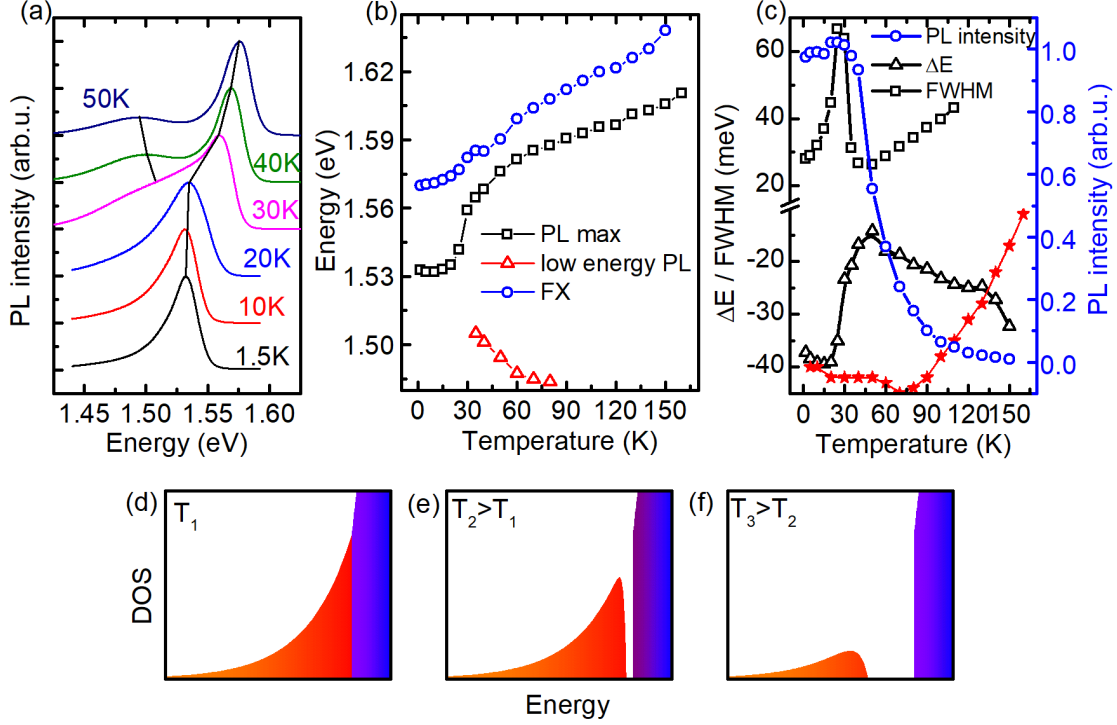 (a)
50K
40K
30K
20K
10K
1.5K
PL intensity (arb.u.)
1.45 1.50 1.55 1.60
Energy (eV)
(b)
1.62
1.59
1.56
1.53
1.50
Energy (eV)
PL max
low energy PL
FX
0 30 60 90 120 150
Temperature (K)
(c)
PL intensity
ΔE
FWHM
60
40
20
-20
-30
-40
ΔE / FWHM (meV)
1.0
0.8
0.6
0.4
0.2
0.0
PL intensity (arb.u.)
0 30 60 90 120 150
Temperature (K)
(d)
T1
(e)
T2>T1
(f)
T3>T2
DOS
Energy